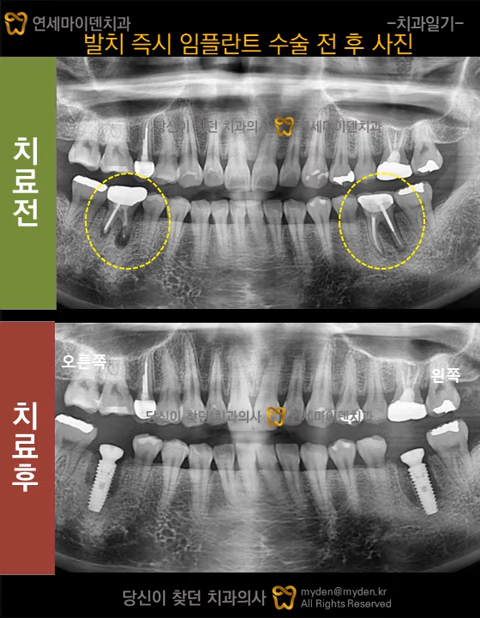 연세마이덴치과
-치과일기-
발치 즉시 임플란트 수술 전 후 사진
치료전
당신이 찾던 치과의사 연세마이덴치과
치료후
오른쪽
왼쪽
당신이 찾던 치과의사 연세마이덴치과
당신이 찾던 치과의사
myden@myden.kr
All Rights Reserved